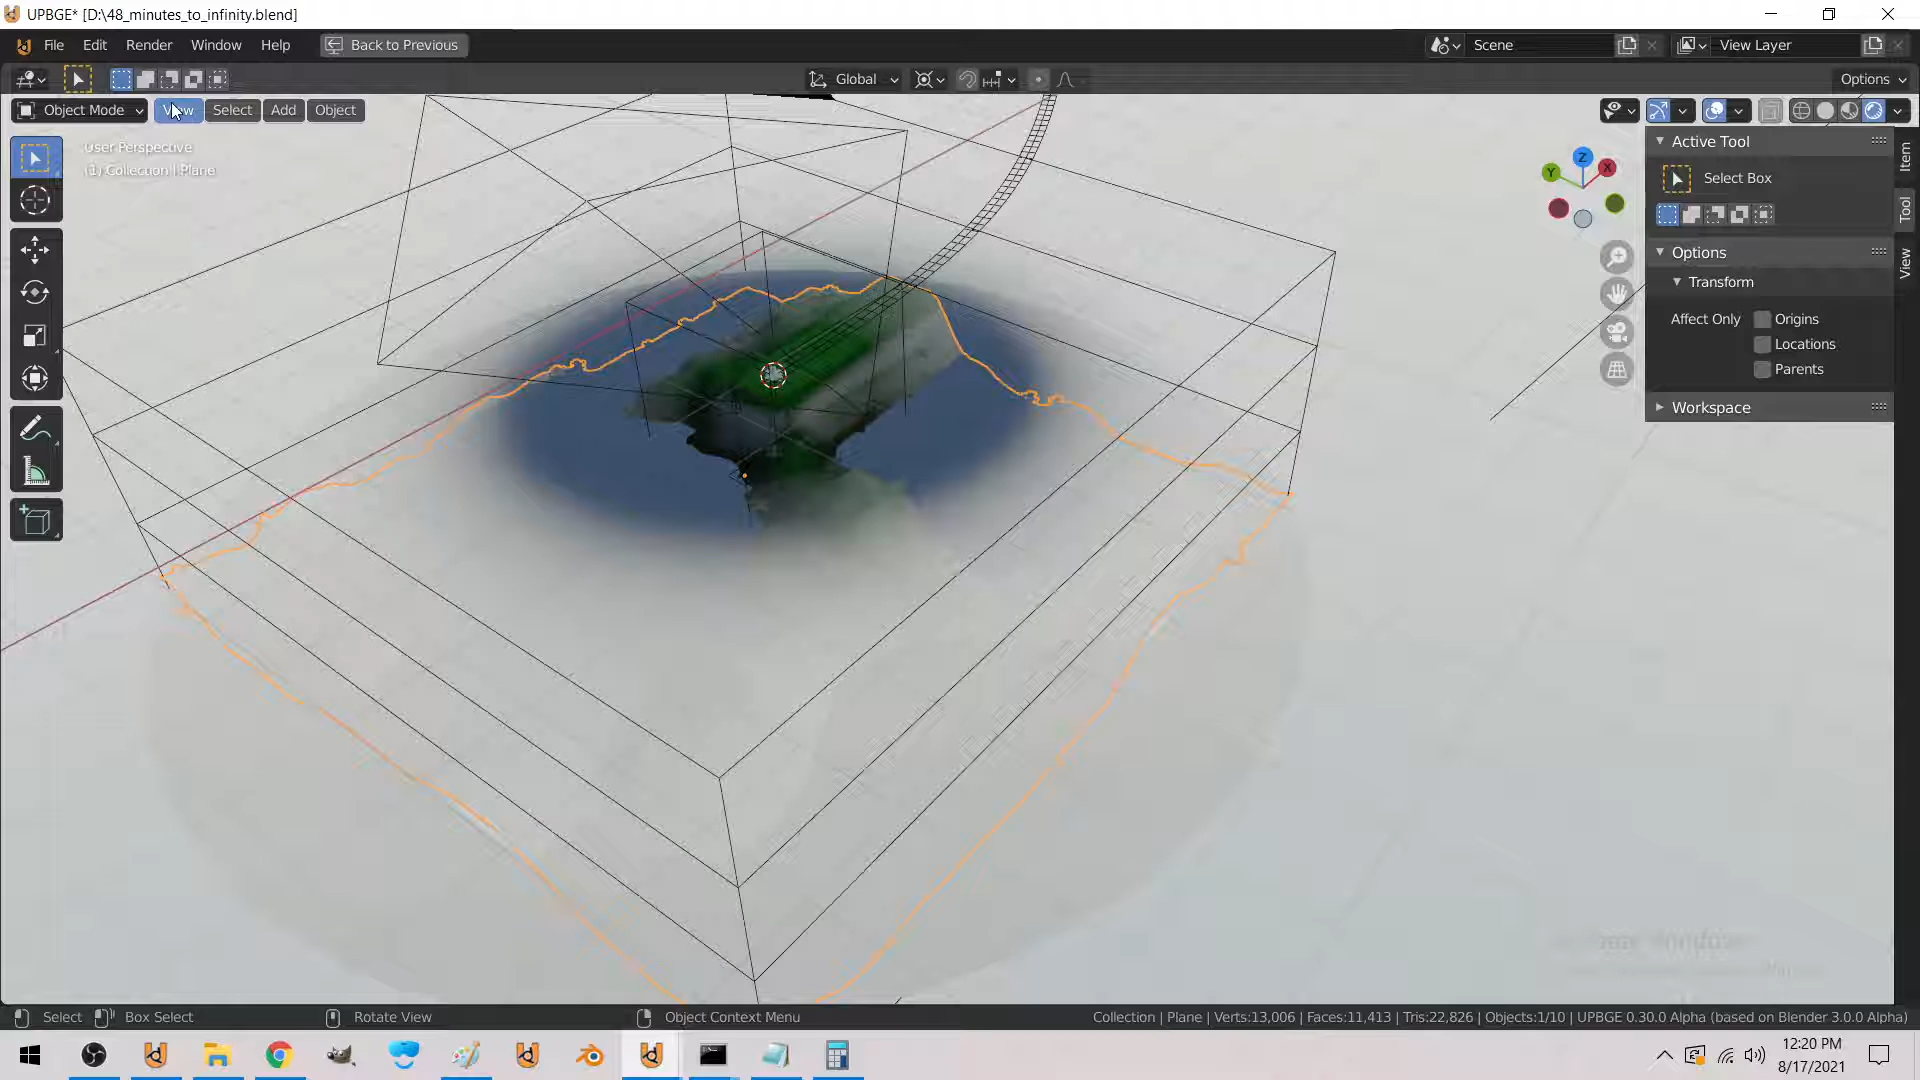 UPBGE* [D:\48_minutes_to_infinity.blend]
File Edit Render Window Help Back to Previous Scene View Layer
Global Options
Object Mode View Select Add Object
User Perspective
(1) Collection | Plane
Z
Y
X
Active Tool
Select Box
Options
Transform
Affect Only Origins
Locations
Parents
Workspace
Item
Tool
View
Select Box Select Rotate View Object Context Menu Collection | Plane | Verts:13,006 | Faces:11,413 | Tris:22,826 | Objects:1/10 | UPBGE 0.30.0 Alpha (based on Blender 3.0.0 Alpha)
12:20 PM
8/17/2021